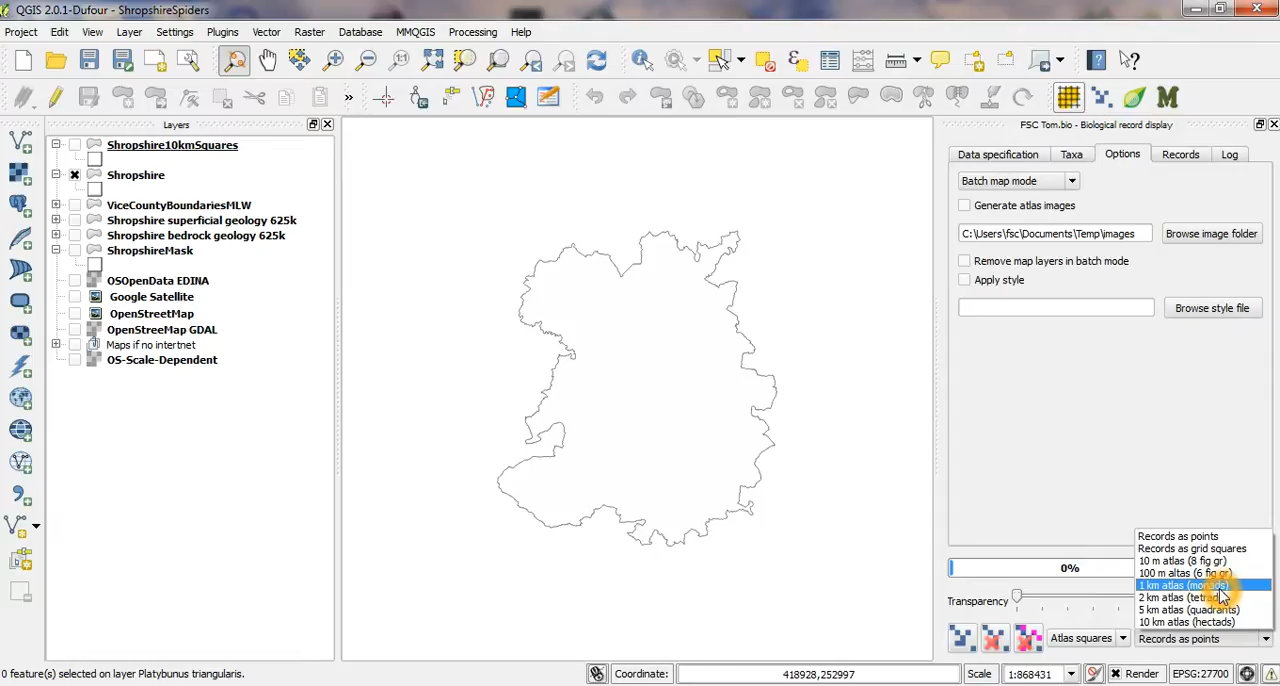 QGIS 2.0.1-Dufour - ShropshireSpiders
Project Edit View Layer Settings Plugins Vector Raster Database MMQGIS Processing Help
Layers
Shropshire10kmSquares
Shropshire
ViceCountyBoundariesMLW
Shropshire superficial geology 625k
Shropshire bedrock geology 625k
ShropshireMask
OSOpenData EDINA
Google Satellite
OpenStreetMap
OpenStreeMap GDAL
Maps if no internet
OS-Scale-Dependent
FSC Tom.bio - Biological record display
Data specification Taxa Options Records Log
Batch map mode
Generate atlas images
C:\Users\fsc\Documents\Temp\images Browse image folder
Remove map layers in batch mode
Apply style
Browse style file
Records as points
Records as grid squares
10 m atlas (8 fig gr)
100 m altas (6 fig gr)
1 km atlas (monads)
2 km atlas (tetrads)
5 km atlas (quadrants)
10 km atlas (hectads)
0%
Transparency
Atlas squares Records as points
0 feature(s) selected on layer Platybunus triangularis.
Coordinate: 418928,252997 Scale 1:868431 Render EPSG:27700